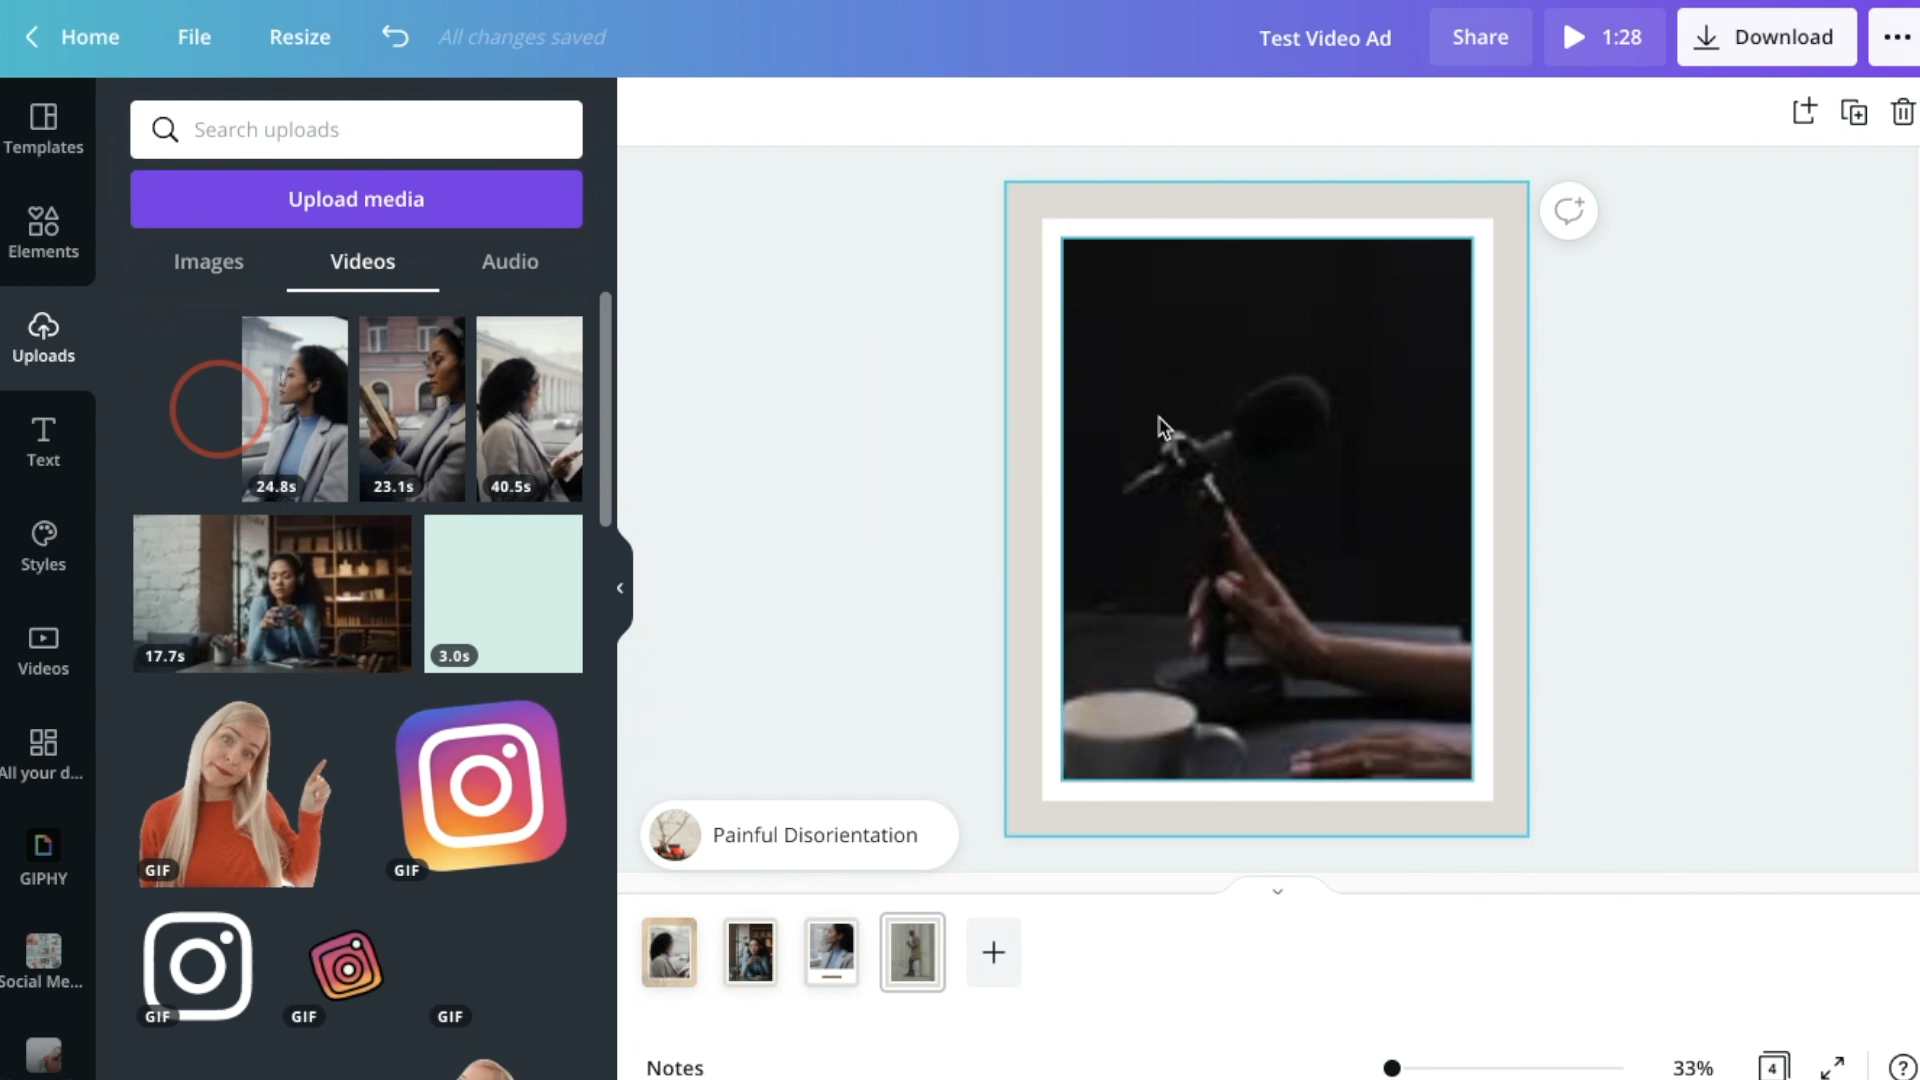 Home
File
Resize
All changes saved
Test Video Ad
Share
1:28
Download
Templates
Elements
Uploads
Text
Styles
Videos
All your d...
GIPHY
Social Me...
Search uploads
Upload media
Images
Videos
Audio
24.8s
23.1s
40.5s
17.7s
3.0s
GIF
GIF
GIF
GIF
GIF
Painful Disorientation
Notes
33%
4